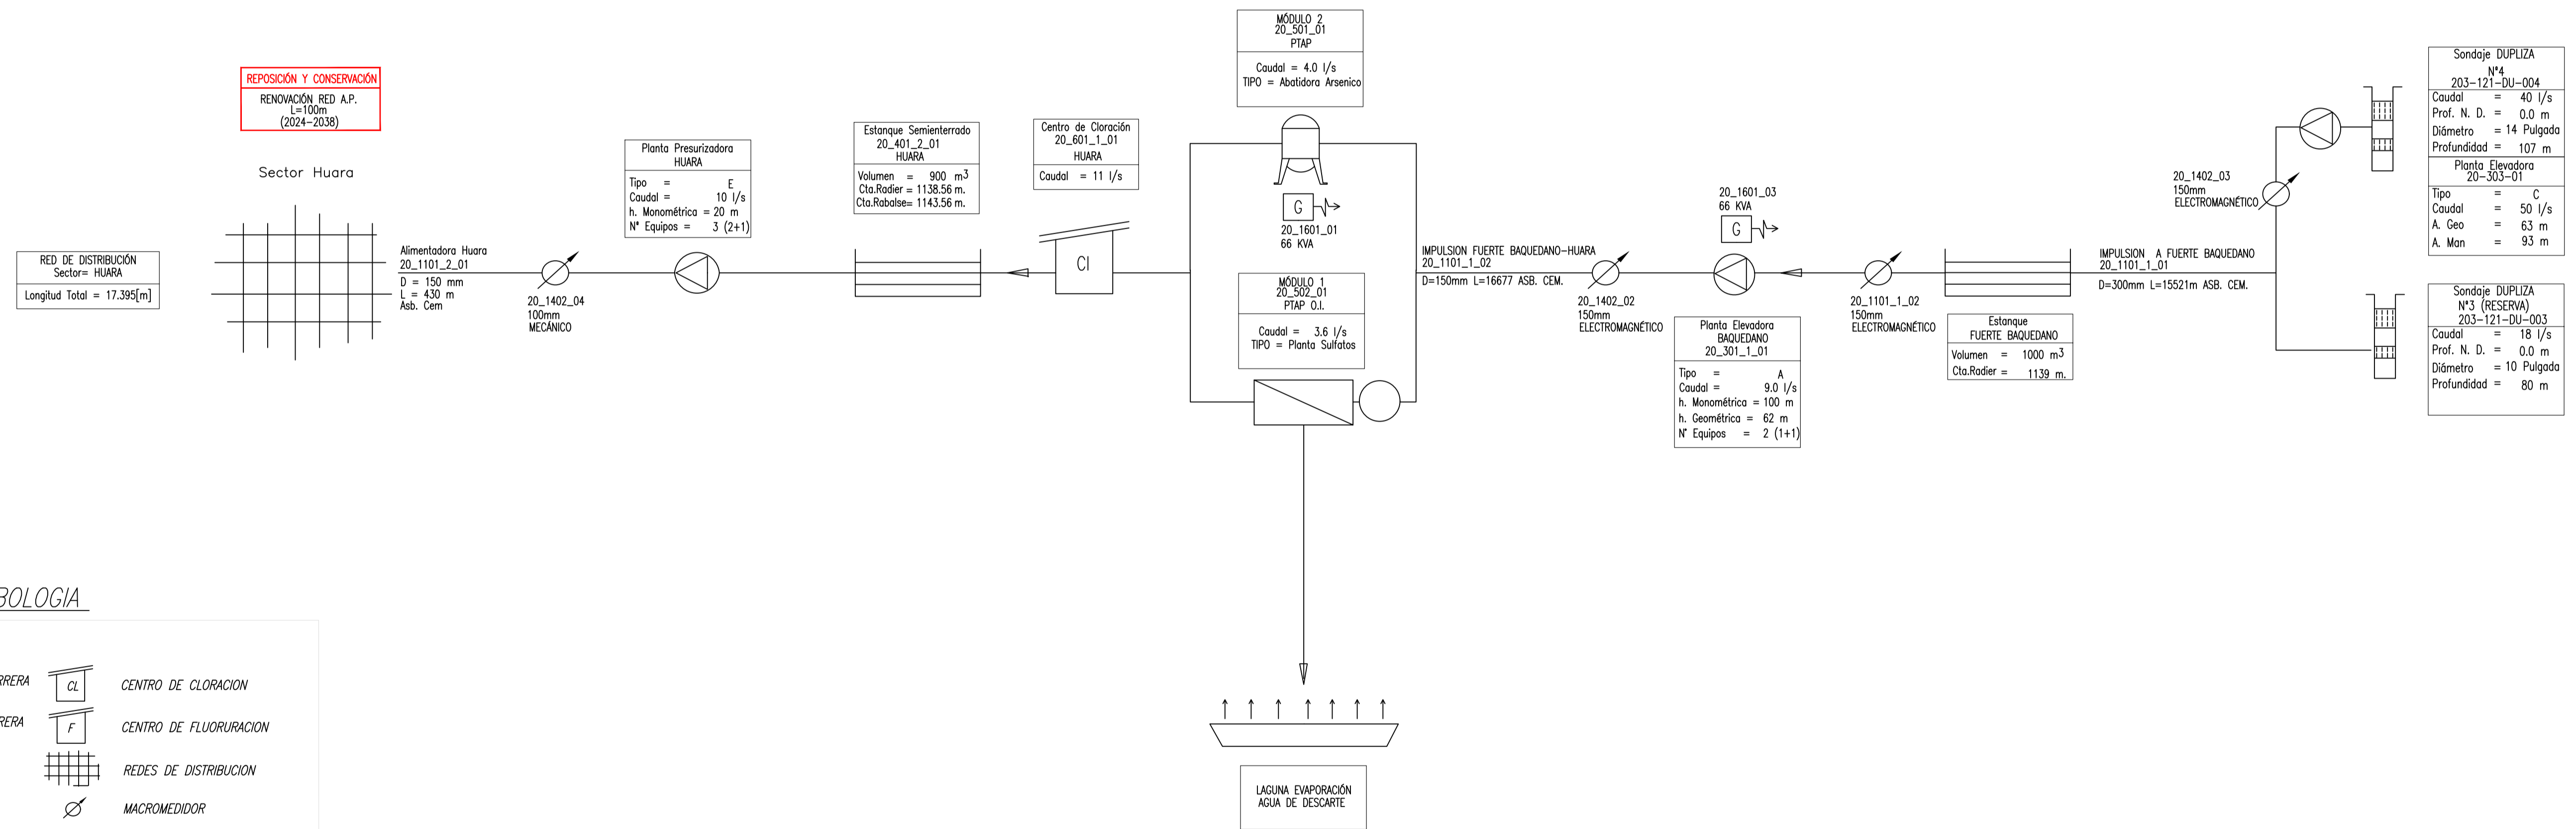 MÓDULO 2
20_501_01
PTAP
Caudal = 4.0 l/s
TIPO = Abatidora Arsenico
REPOSICIÓN Y CONSERVACIÓN
RENOVACIÓN RED A.P.
L=100m
(2024-2038)
Sector Huara
RED DE DISTRIBUCIÓN
Sector= HUARA
Longitud Total = 17.395[m]
Alimentadora Huara
20_1101_2_01
D = 150 mm
L = 430 m
Asb. Cem
20_1402_04
100mm
MECÁNICO
Planta Presurizadora
HUARA
Tipo = E
Caudal = 10 l/s
h. Monométrica = 20 m
N° Equipos = 3 (2+1)
Estanque Semienterrado
20_401_2_01
HUARA
Volumen = 900 m3
Cta.Radier = 1138.56 m.
Cta.Rabalse= 1143.56 m.
Centro de Cloración
20_601_1_01
HUARA
Caudal = 11 l/s
Cl
G
20_1601_01
66 KVA
MÓDULO 1
20_502_01
PTAP O.I.
Caudal = 3.6 l/s
TIPO = Planta Sulfatos
IMPULSION FUERTE BAQUEDANO-HUARA
20_1101_1_02
D=150mm L=16677 ASB. CEM.
20_1402_02
150mm
ELECTROMAGNÉTICO
20_1601_03
66 KVA
G
Planta Elevadora
BAQUEDANO
20_301_1_01
Tipo = A
Caudal = 9.0 l/s
h. Monométrica = 100 m
h. Geométrica = 62 m
N° Equipos = 2 (1+1)
20_1101_1_02
150mm
ELECTROMAGNÉTICO
Estanque
FUERTE BAQUEDANO
Volumen = 1000 m3
Cta.Radier = 1139 m.
IMPULSION A FUERTE BAQUEDANO
20_1101_1_01
D=300mm L=15521m ASB. CEM.
20_1402_03
150mm
ELECTROMAGNÉTICO
Sondaje DUPLIZA
N°4
203-121-DU-004
Caudal = 40 l/s
Prof. N. D. = 0.0 m
Diámetro = 14 Pulgada
Profundidad = 107 m
Planta Elevadora
20-303-01
Tipo = C
Caudal = 50 l/s
A. Geo = 63 m
A. Man = 93 m
Sondaje DUPLIZA
N°3 (RESERVA)
203-121-DU-003
Caudal = 18 l/s
Prof. N. D. = 0.0 m
Diámetro = 10 Pulgada
Profundidad = 80 m
LAGUNA EVAPORACIÓN
AGUA DE DESCARTE
BOLOGIA
RRERA
CL
CENTRO DE CLORACION
RERA
F
CENTRO DE FLUORURACION
REDES DE DISTRIBUCION
MACROMEDIDOR